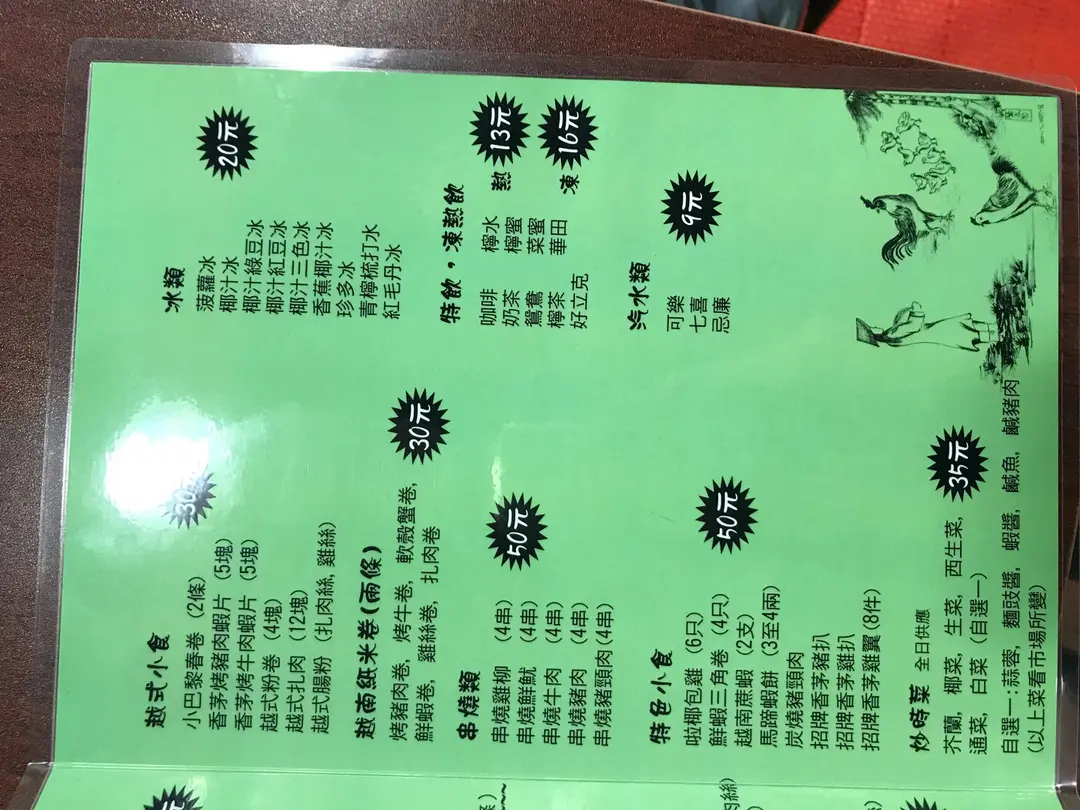 越式小食 30元
小巴黎春卷 (2條)
香茅烤豬肉蝦片 (5塊)
香茅烤牛肉蝦片 (5塊)
越式粉卷 (4塊)
越式扎肉 (12塊)
越式腸粉 (扎肉絲, 雞絲)
越南紙米卷(兩條) 30元
烤豬肉卷, 烤牛卷, 軟殼蟹卷,
鮮蝦卷, 雞絲卷, 扎肉卷
串燒類 50元
串燒雞柳 (4串)
串燒鮮魷 (4串)
串燒牛肉 (4串)
串燒豬肉 (4串)
串燒豬頸肉 (4串)
特色小食 50元
啦椰包雞 (6只)
鮮蝦三角卷 (4只)
越南蔗蝦 (2支)
馬蹄蝦餅 (3至4兩)
炭燒豬頸肉
招牌香茅豬扒
招牌香茅雞扒
招牌香茅雞翼 (8件)
炒時菜 全日供應 35元
芥蘭, 椰菜, 生菜, 西生菜,
通菜, 白菜 (自選一)
自選一:蒜蓉, 麵豉醬, 蝦醬, 鹹魚, 鹹豬肉
(以上菜看市場所變)
冰類 20元
菠蘿冰
椰汁冰
椰汁綠豆冰
椰汁紅豆冰
椰汁三色冰
香蕉椰汁冰
珍多冰
青檸梳打水
紅毛丹冰
特飲,凍熱飲 熱 13元 凍 16元
咖啡 檸水
奶茶 檸蜜
鴛鴦 菜蜜
檸茶 華田
好立克
汽水類 9元
可樂
七喜
忌廉